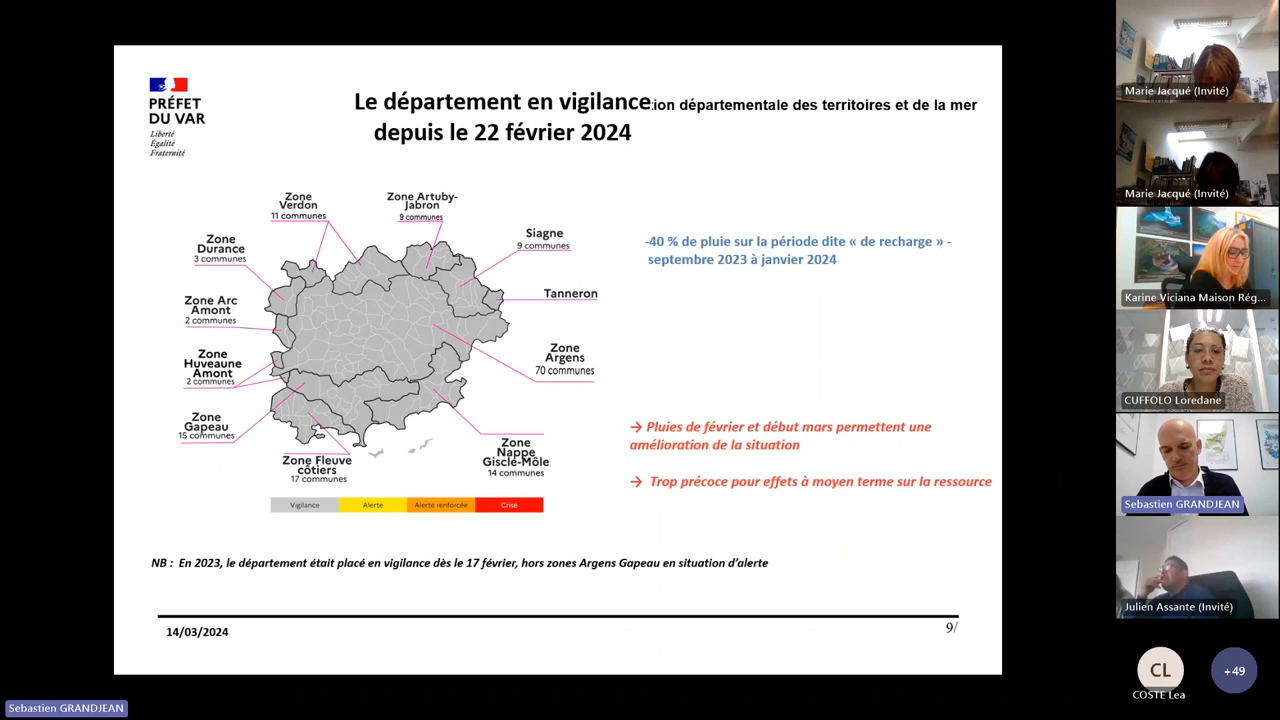 PRÉFET
DU VAR
Liberté
Égalité
Fraternité
Le département en vigilance
tion départementale des territoires et de la mer
depuis le 22 février 2024
Zone
Verdon
11 communes
Zone Artuby-
Jabron
9 communes
Zone
Durance
3 communes
Siagne
9 communes
Zone Arc
Amont
2 communes
Tanneron
Zone
Huveaune
Amont
2 communes
Zone
Argens
70 communes
Zone
Gapeau
15 communes
Zone Fleuve
côtiers
17 communes
Zone
Nappe
Giscle-Môle
14 communes
Vigilance
Alerte
Alerte renforcée
Crise
-40 % de pluie sur la période dite « de recharge » -
septembre 2023 à janvier 2024
→ Pluies de février et début mars permettent une
amélioration de la situation
→ Trop précoce pour effets à moyen terme sur la ressource
NB : En 2023, le département était placé en vigilance dès le 17 février, hors zones Argens Gapeau en situation d'alerte
14/03/2024
9/
Marie Jacqué (Invité)
Marie Jacqué (Invité)
Karine Viciana Maison Rég...
CUFFOLO Loredane
Sebastien GRANDJEAN
Julien Assante (Invité)
CL
COSTE Lea
+49
Sebastien GRANDJEAN